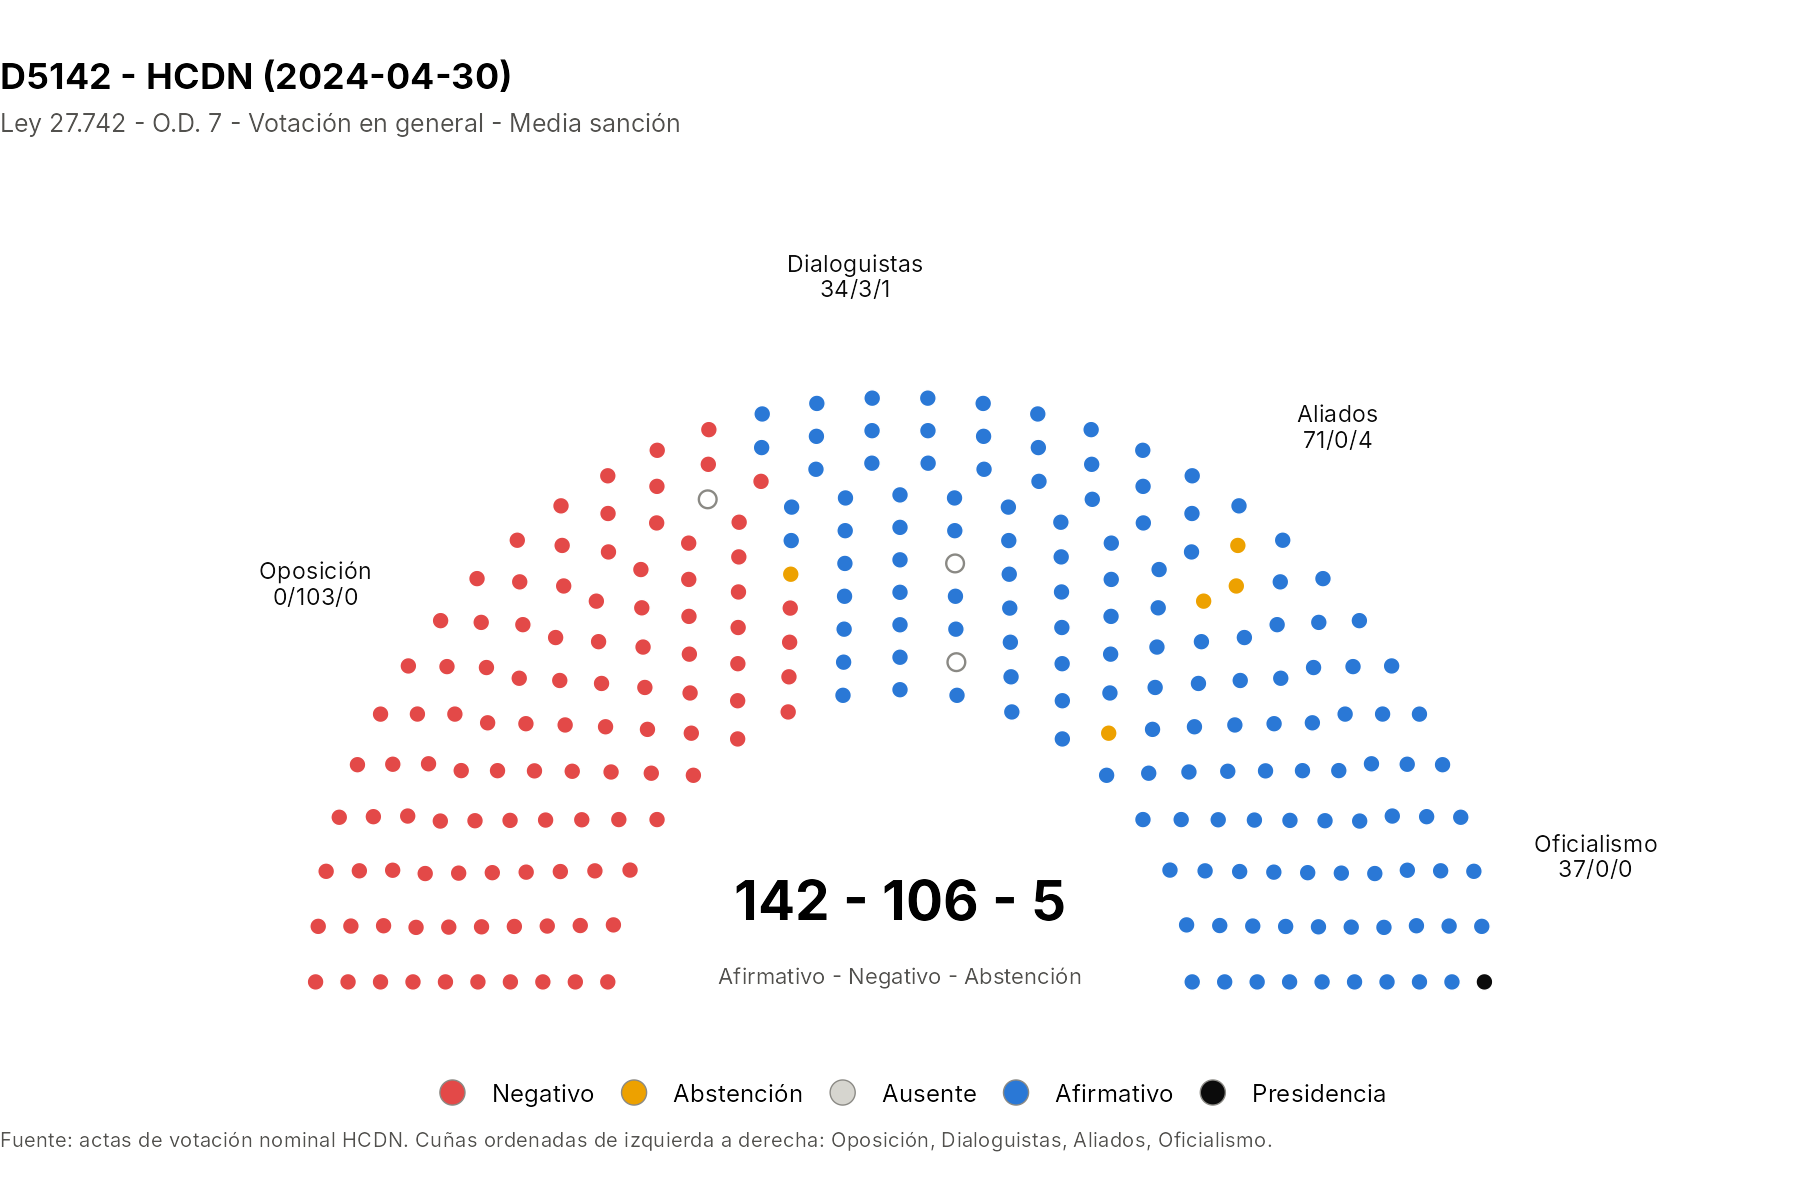 D5142 - HCDN (2024-04-30)
Ley 27.742 - O.D. 7 - Votación en general - Media sanción
Dialoguistas
34/3/1
Aliados
71/0/4
Oposición
0/103/0
Oficialismo
37/0/0
142 - 106 - 5
Afirmativo - Negativo - Abstención
Negativo
Abstención
Ausente
Afirmativo
Presidencia
Fuente: actas de votación nominal HCDN. Cuñas ordenadas de izquierda a derecha: Oposición, Dialoguistas, Aliados, Oficialismo.